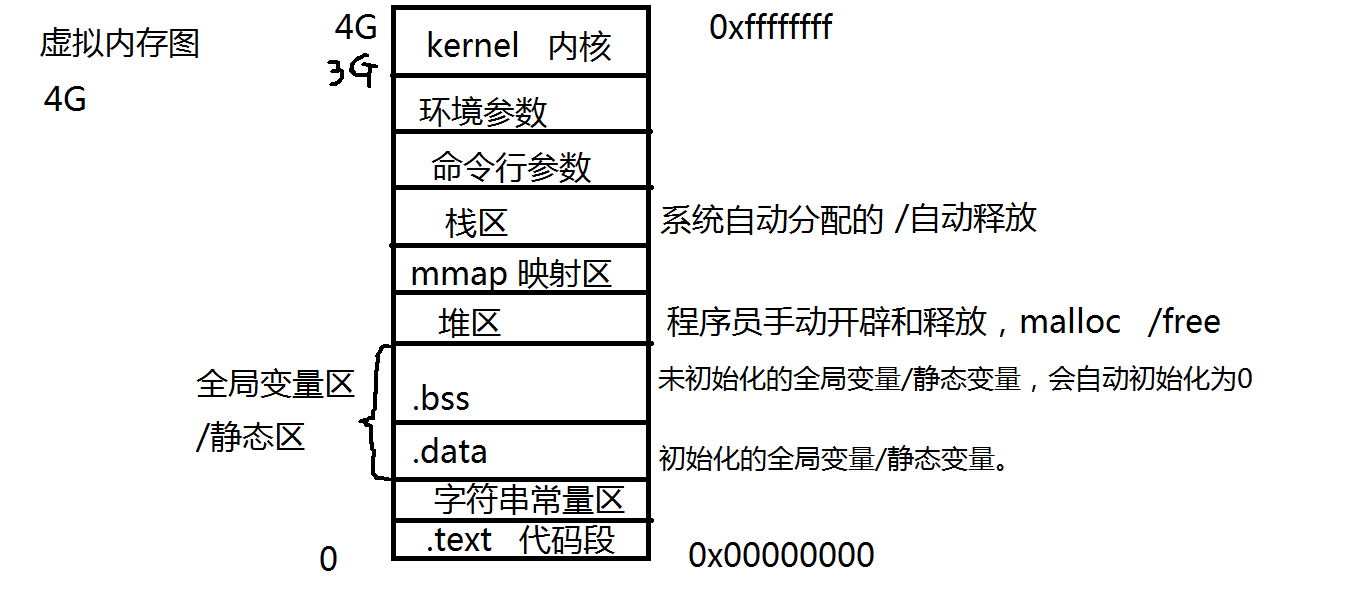 虚拟内存图
4G
4G
3G
0xffffffff
kernel 内核
环境参数
命令行参数
栈区
系统自动分配的 /自动释放
mmap 映射区
堆区
程序员手动开辟和释放，malloc /free
全局变量区
/静态区
.bss
未初始化的全局变量/静态变量，会自动初始化为0
.data
初始化的全局变量/静态变量。
字符串常量区
.text 代码段
0
0x00000000